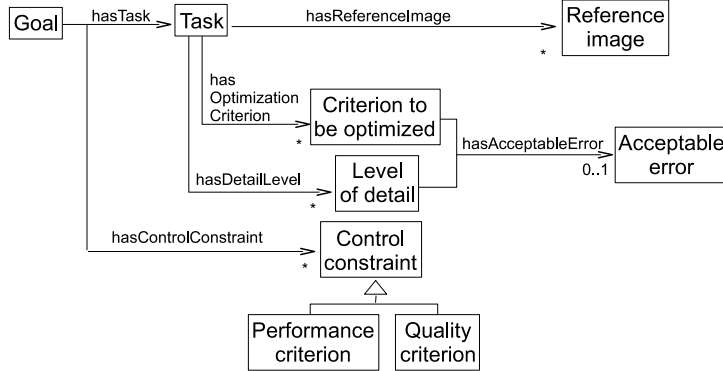 Goal
hasTask
Task
hasReferenceImage
*
Reference
image
has
Optimization
Criterion
*
Criterion to
be optimized
hasAcceptableError
0..1
Acceptable
error
hasDetailLevel
*
Level
of detail
hasControlConstraint
*
Control
constraint
Performance
criterion
Quality
criterion